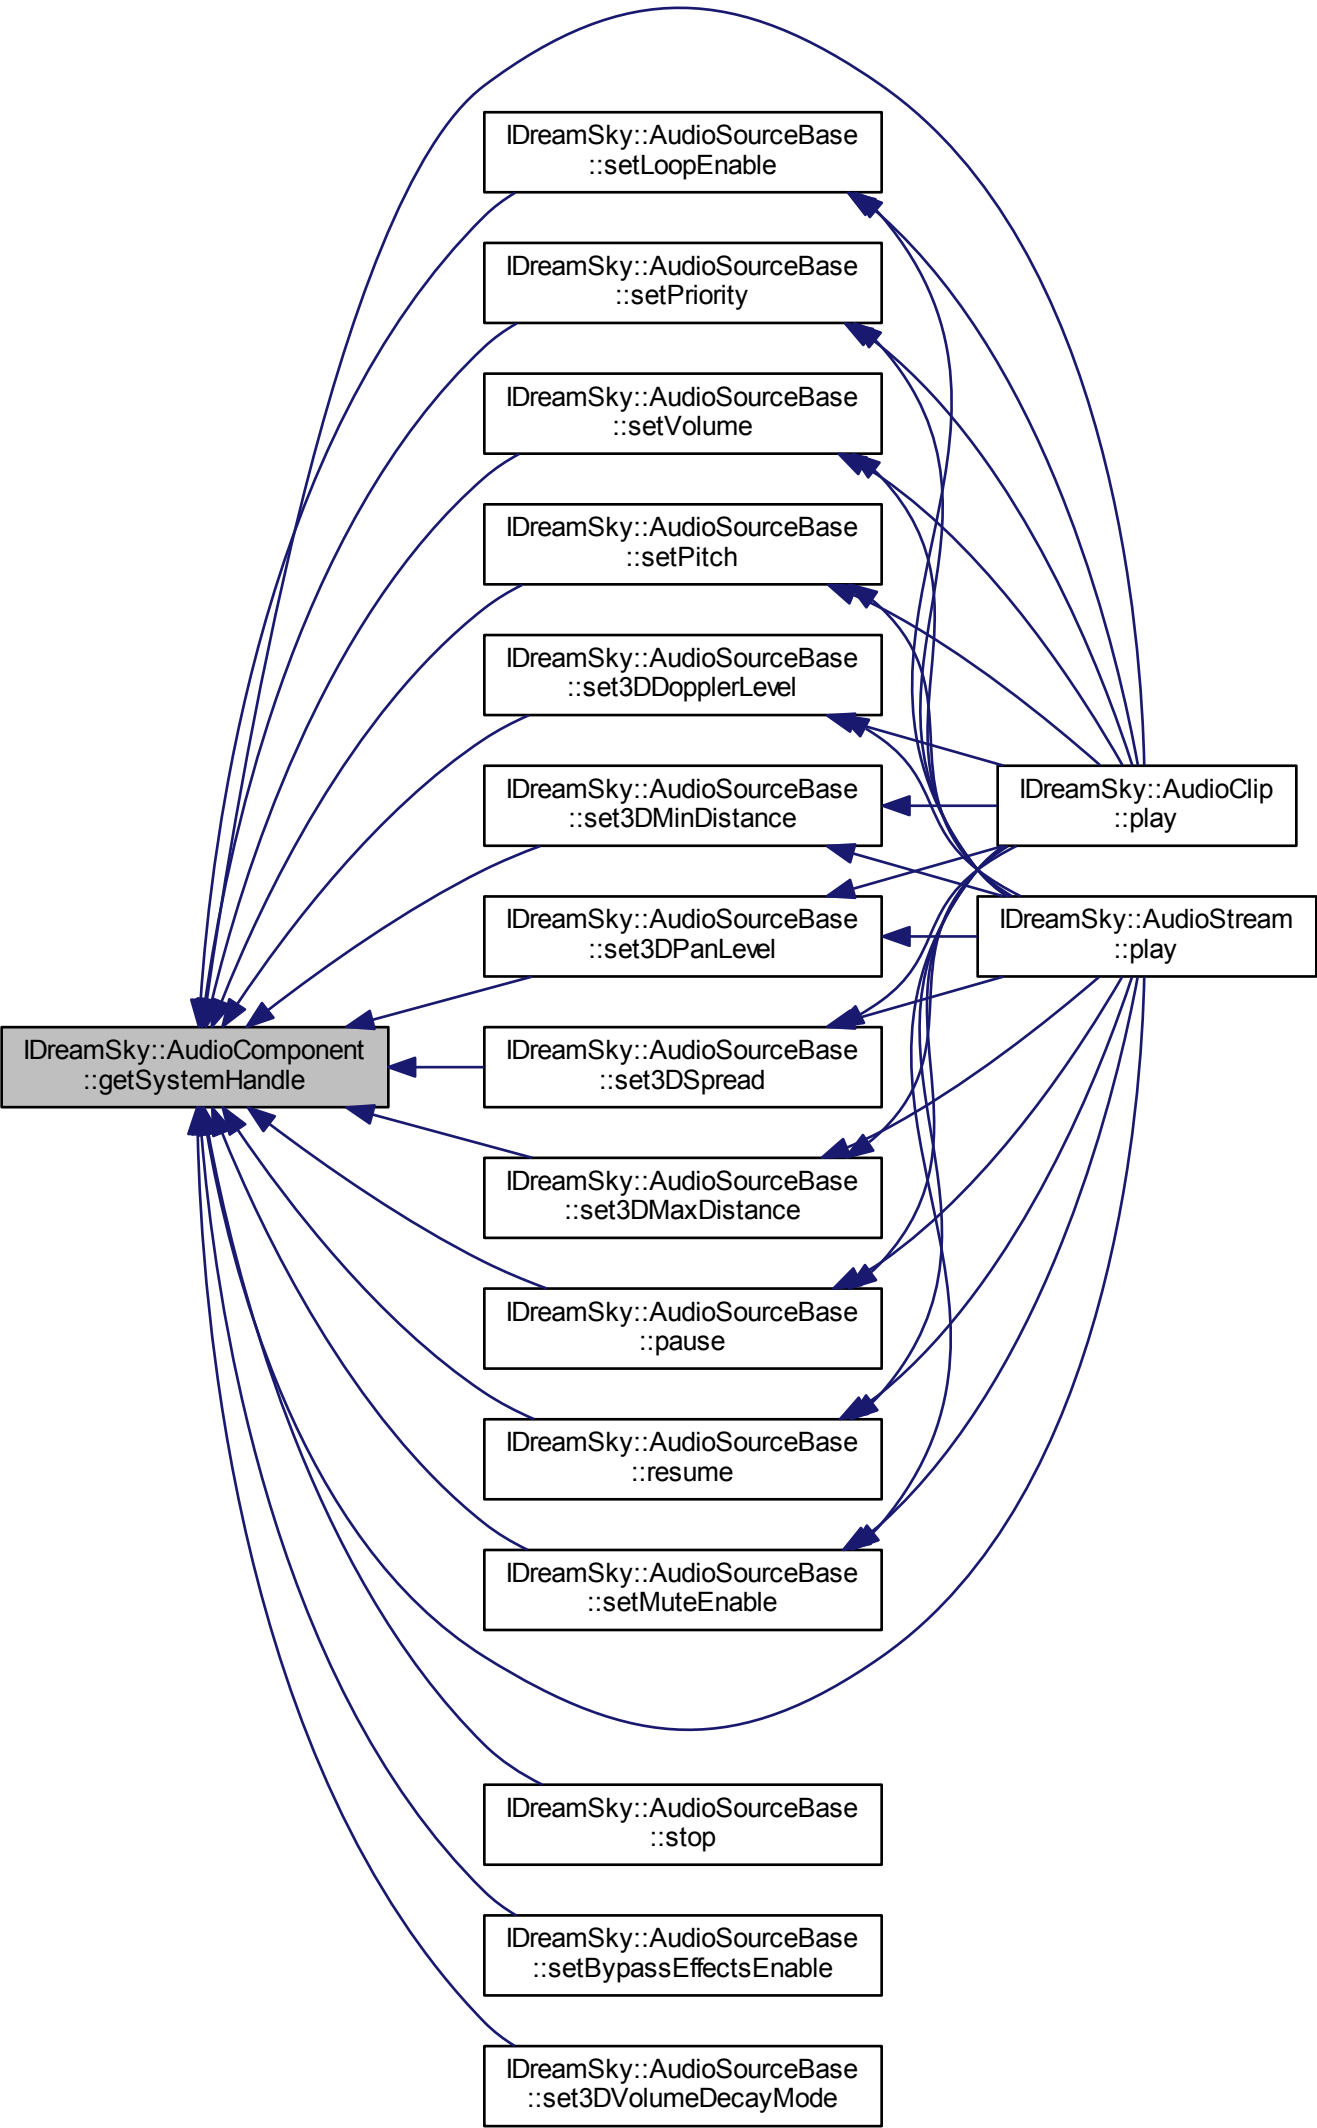 IDreamSky::AudioSourceBase
::setLoopEnable
IDreamSky::AudioSourceBase
::setPriority
IDreamSky::AudioSourceBase
::setVolume
IDreamSky::AudioSourceBase
::setPitch
IDreamSky::AudioSourceBase
::set3DDopplerLevel
IDreamSky::AudioSourceBase
::set3DMinDistance
IDreamSky::AudioClip
::play
IDreamSky::AudioSourceBase
::set3DPanLevel
IDreamSky::AudioStream
::play
IDreamSky::AudioComponent
::getSystemHandle
IDreamSky::AudioSourceBase
::set3DSpread
IDreamSky::AudioSourceBase
::set3DMaxDistance
IDreamSky::AudioSourceBase
::pause
IDreamSky::AudioSourceBase
::resume
IDreamSky::AudioSourceBase
::setMuteEnable
IDreamSky::AudioSourceBase
::stop
IDreamSky::AudioSourceBase
::setBypassEffectsEnable
IDreamSky::AudioSourceBase
::set3DVolumeDecayMode